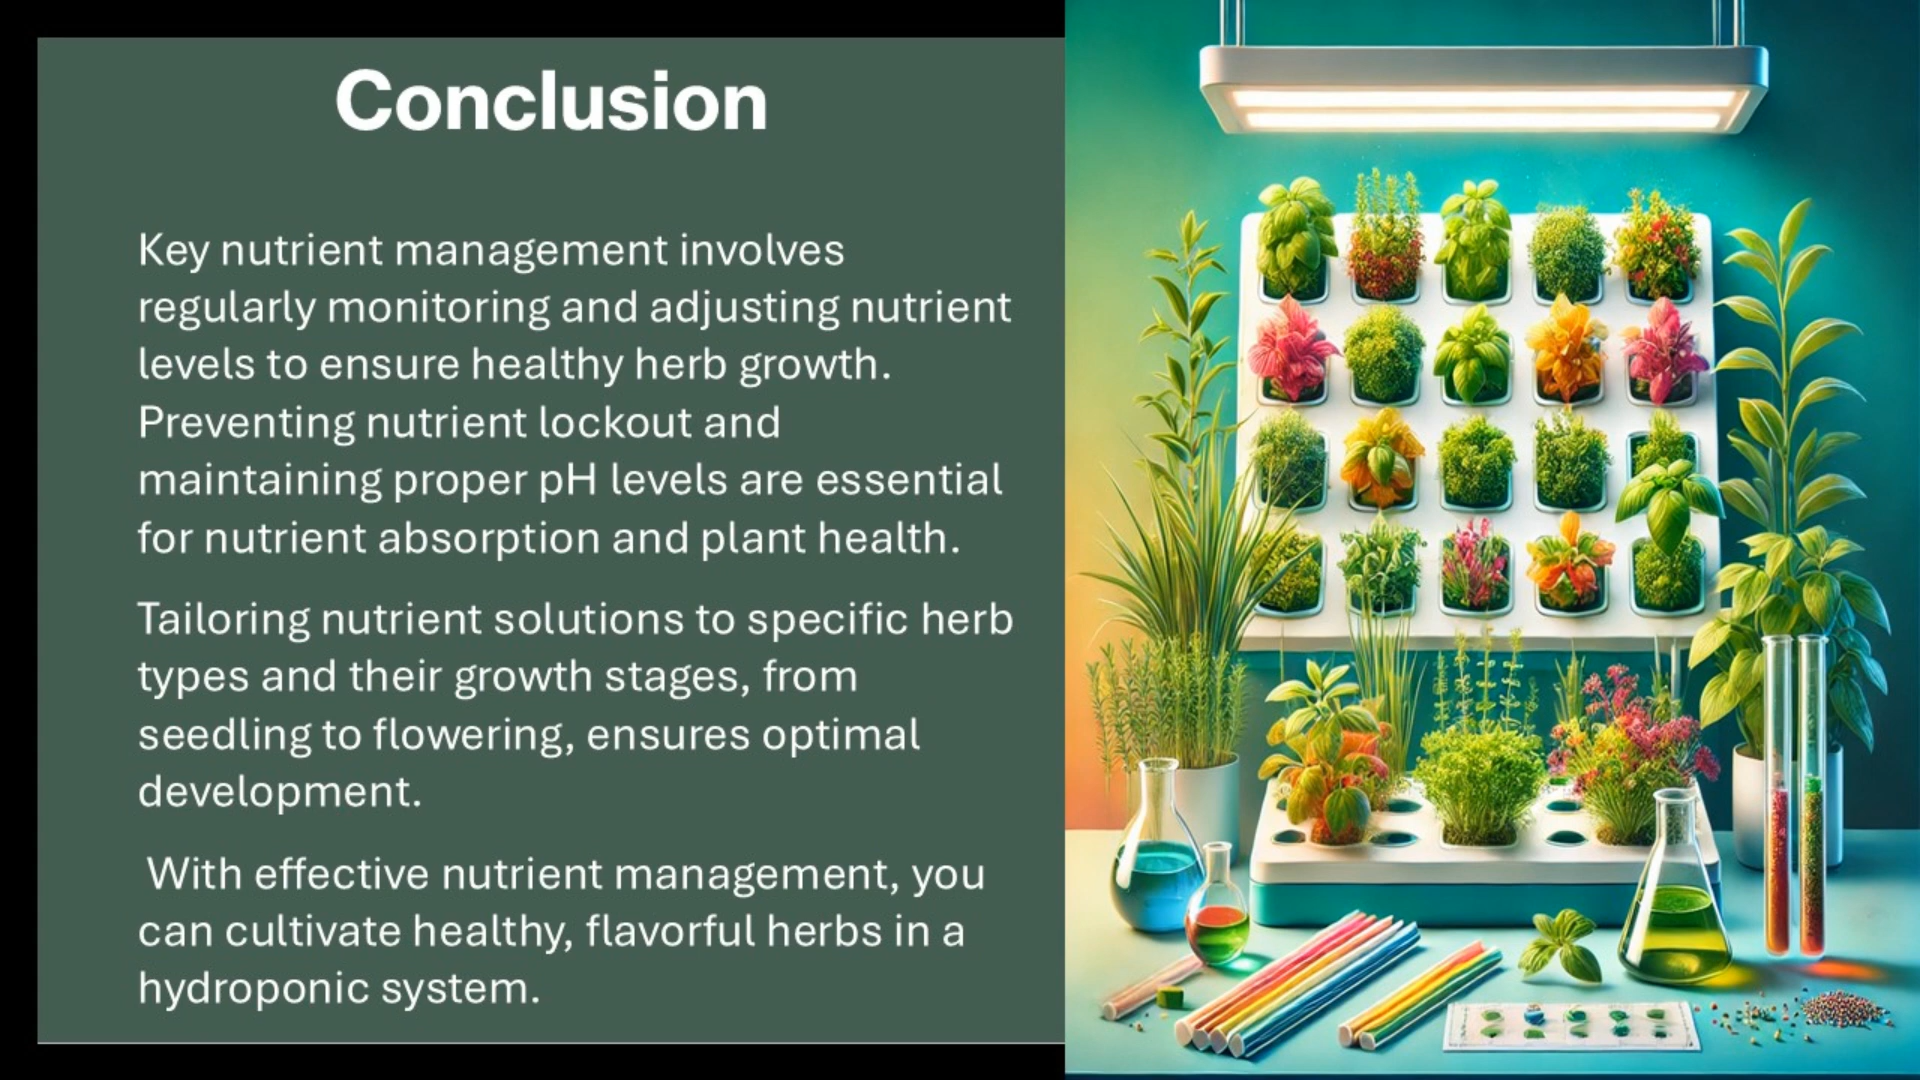 Conclusion
Key nutrient management involves
regularly monitoring and adjusting nutrient
levels to ensure healthy herb growth.
Preventing nutrient lockout and
maintaining proper pH levels are essential
for nutrient absorption and plant health.
Tailoring nutrient solutions to specific herb
types and their growth stages, from
seedling to flowering, ensures optimal
development.
With effective nutrient management, you
can cultivate healthy, flavorful herbs in a
hydroponic system.